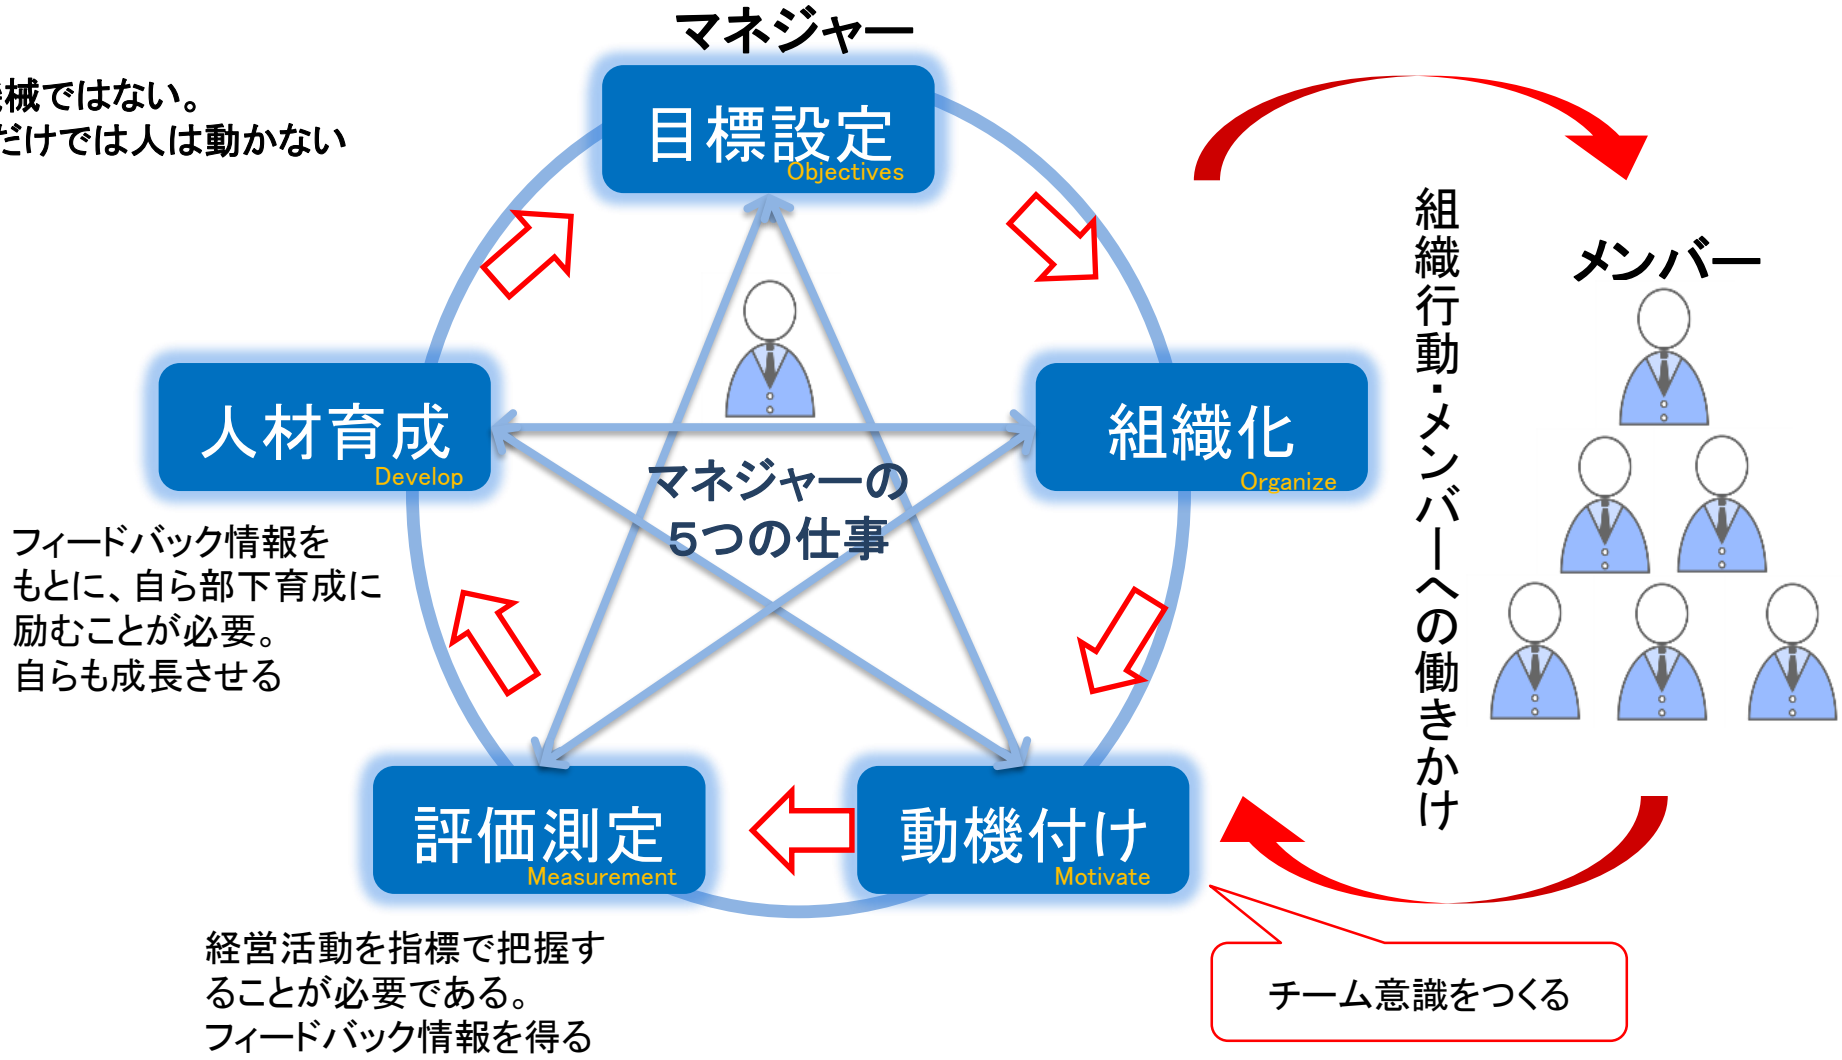 マネジャー
械ではない。
だけでは人は動かない
目標設定
Objectives
組織行動・メンバーへの働きかけ
メンバー
人材育成
Develop
組織化
Organize
マネジャーの
５つの仕事
フィードバック情報を
もとに、自ら部下育成に
励むことが必要。
自らも成長させる
評価測定
Measurement
動機付け
Motivate
経営活動を指標で把握す
ることが必要である。
フィードバック情報を得る
チーム意識をつくる